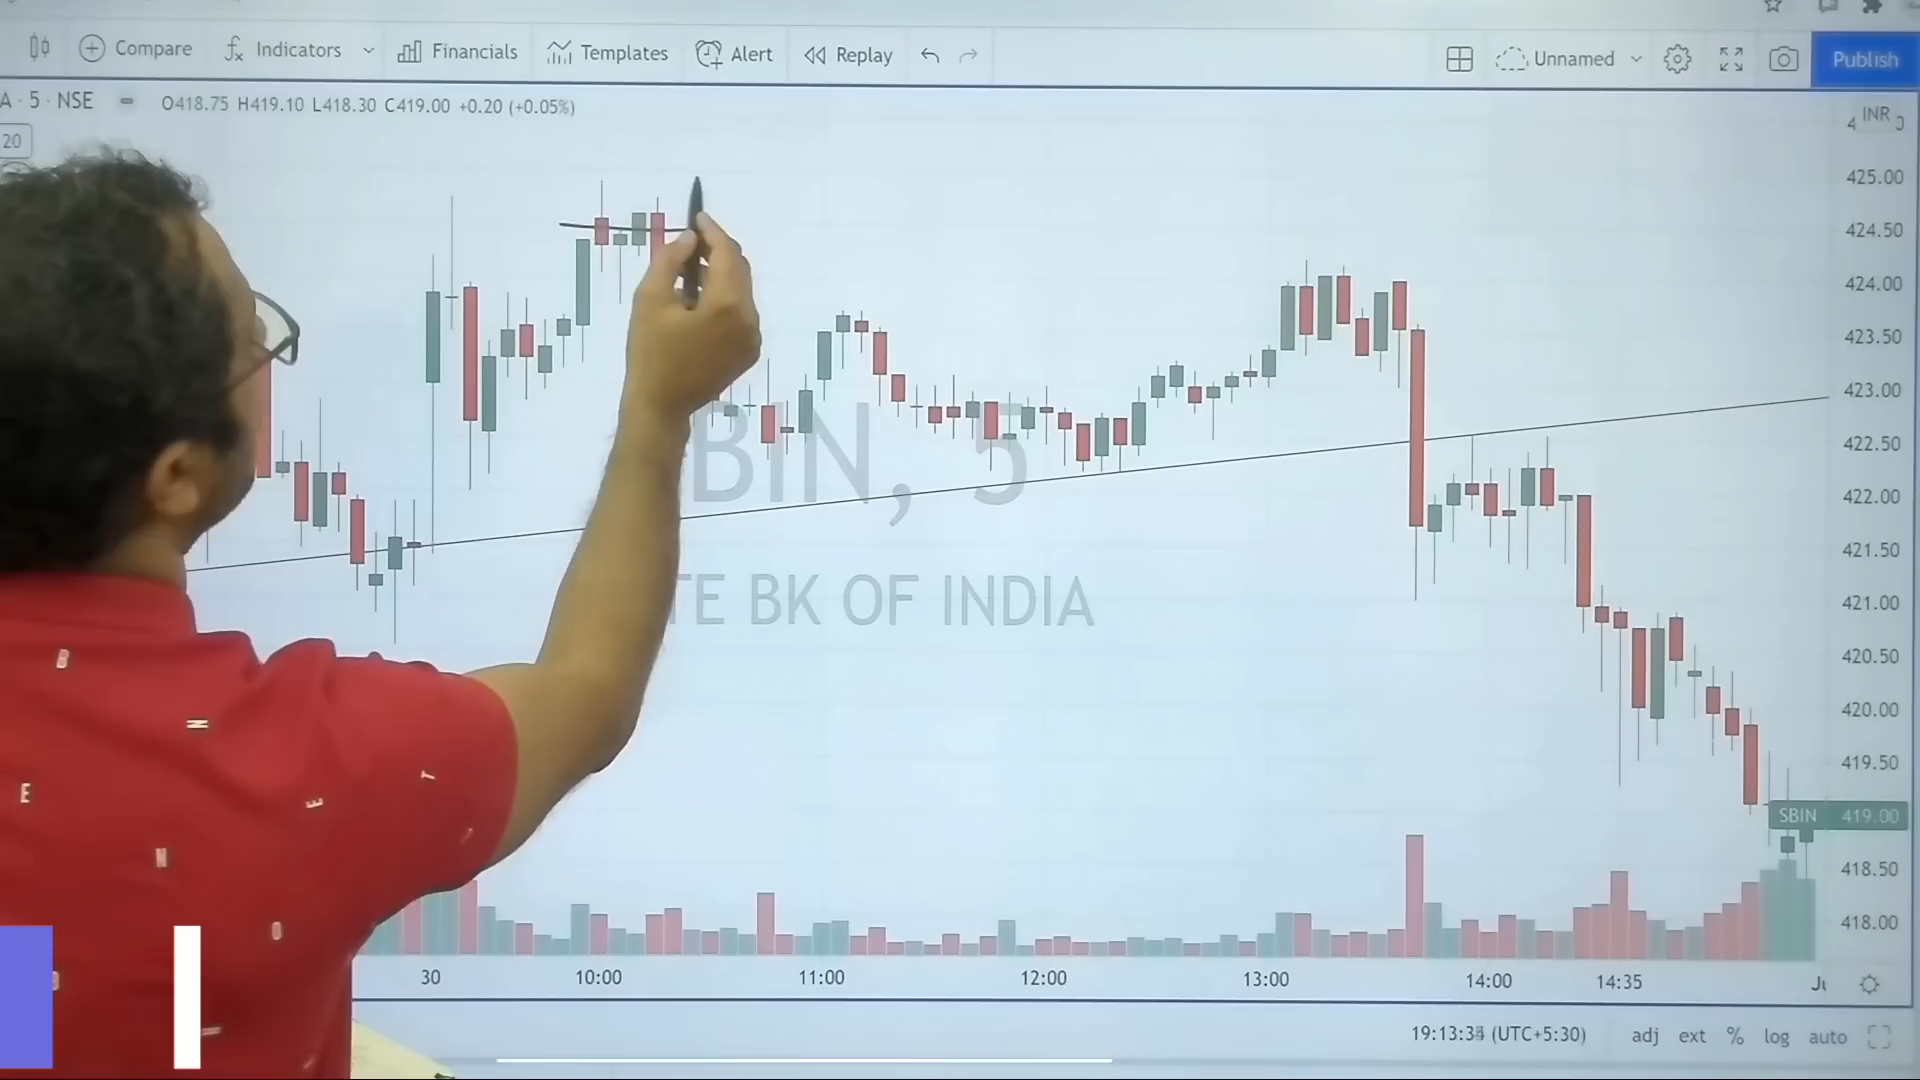 Compare Indicators Financials Templates Alert Replay Unnamed Publish
A · 5 · NSE O418.75 H419.10 L418.30 C419.00 +0.20 (+0.05%)
INR
20
425.00
424.50
424.00
423.50
423.00
422.50
422.00
421.50
421.00
420.50
420.00
419.50
SBIN 419.00
418.50
418.00
BIN, 5
TE BK OF INDIA
30 10:00 11:00 12:00 13:00 14:00 14:35
(UTC+5:30) adj ext % log auto
B
N
E
E
T
N
O